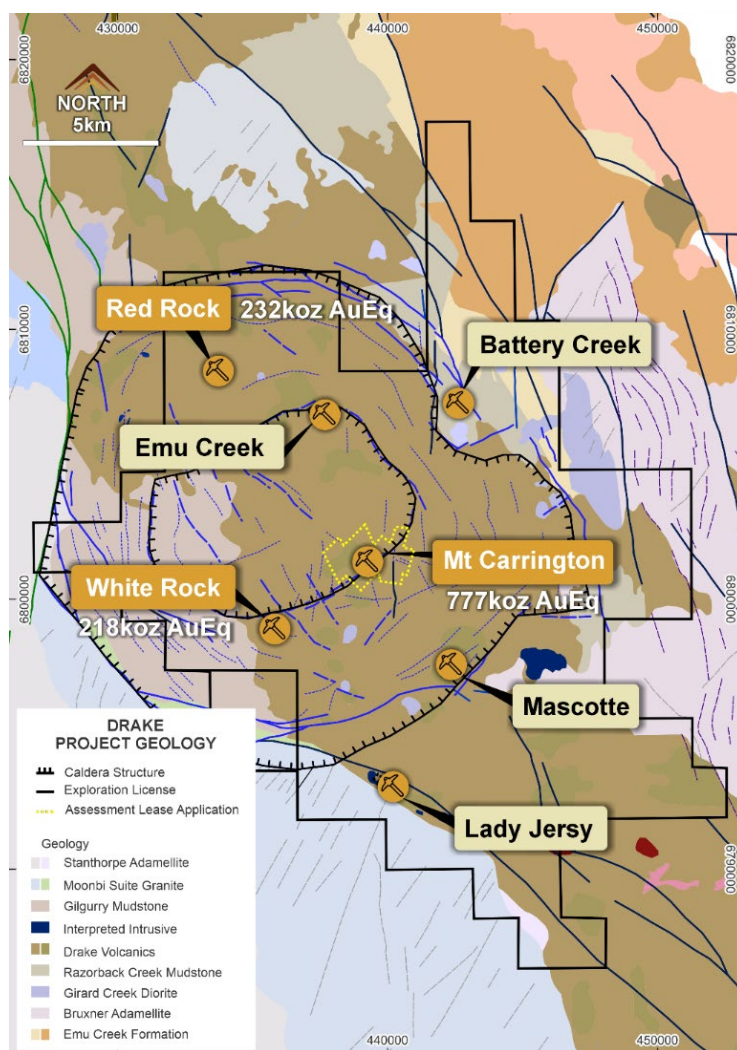 430000
440000
450000
6820000
6820000
NORTH
5km
Red Rock
232koz AuEq
6810000
6810000
Battery Creek
Emu Creek
Mt Carrington
777koz AuEq
White Rock
218koz AuEq
6800000
6800000
Mascotte
Lady Jersy
DRAKE
PROJECT GEOLOGY
Caldera Structure
Exploration License
Assessment Lease Application
Geology
Stanthorpe Adamellite
Moonbi Suite Granite
Gilgurry Mudstone
Interpreted Intrusive
Drake Volcanics
Razorback Creek Mudstone
Girard Creek Diorite
Bruxner Adamellite
Emu Creek Formation
6790000
440000
450000